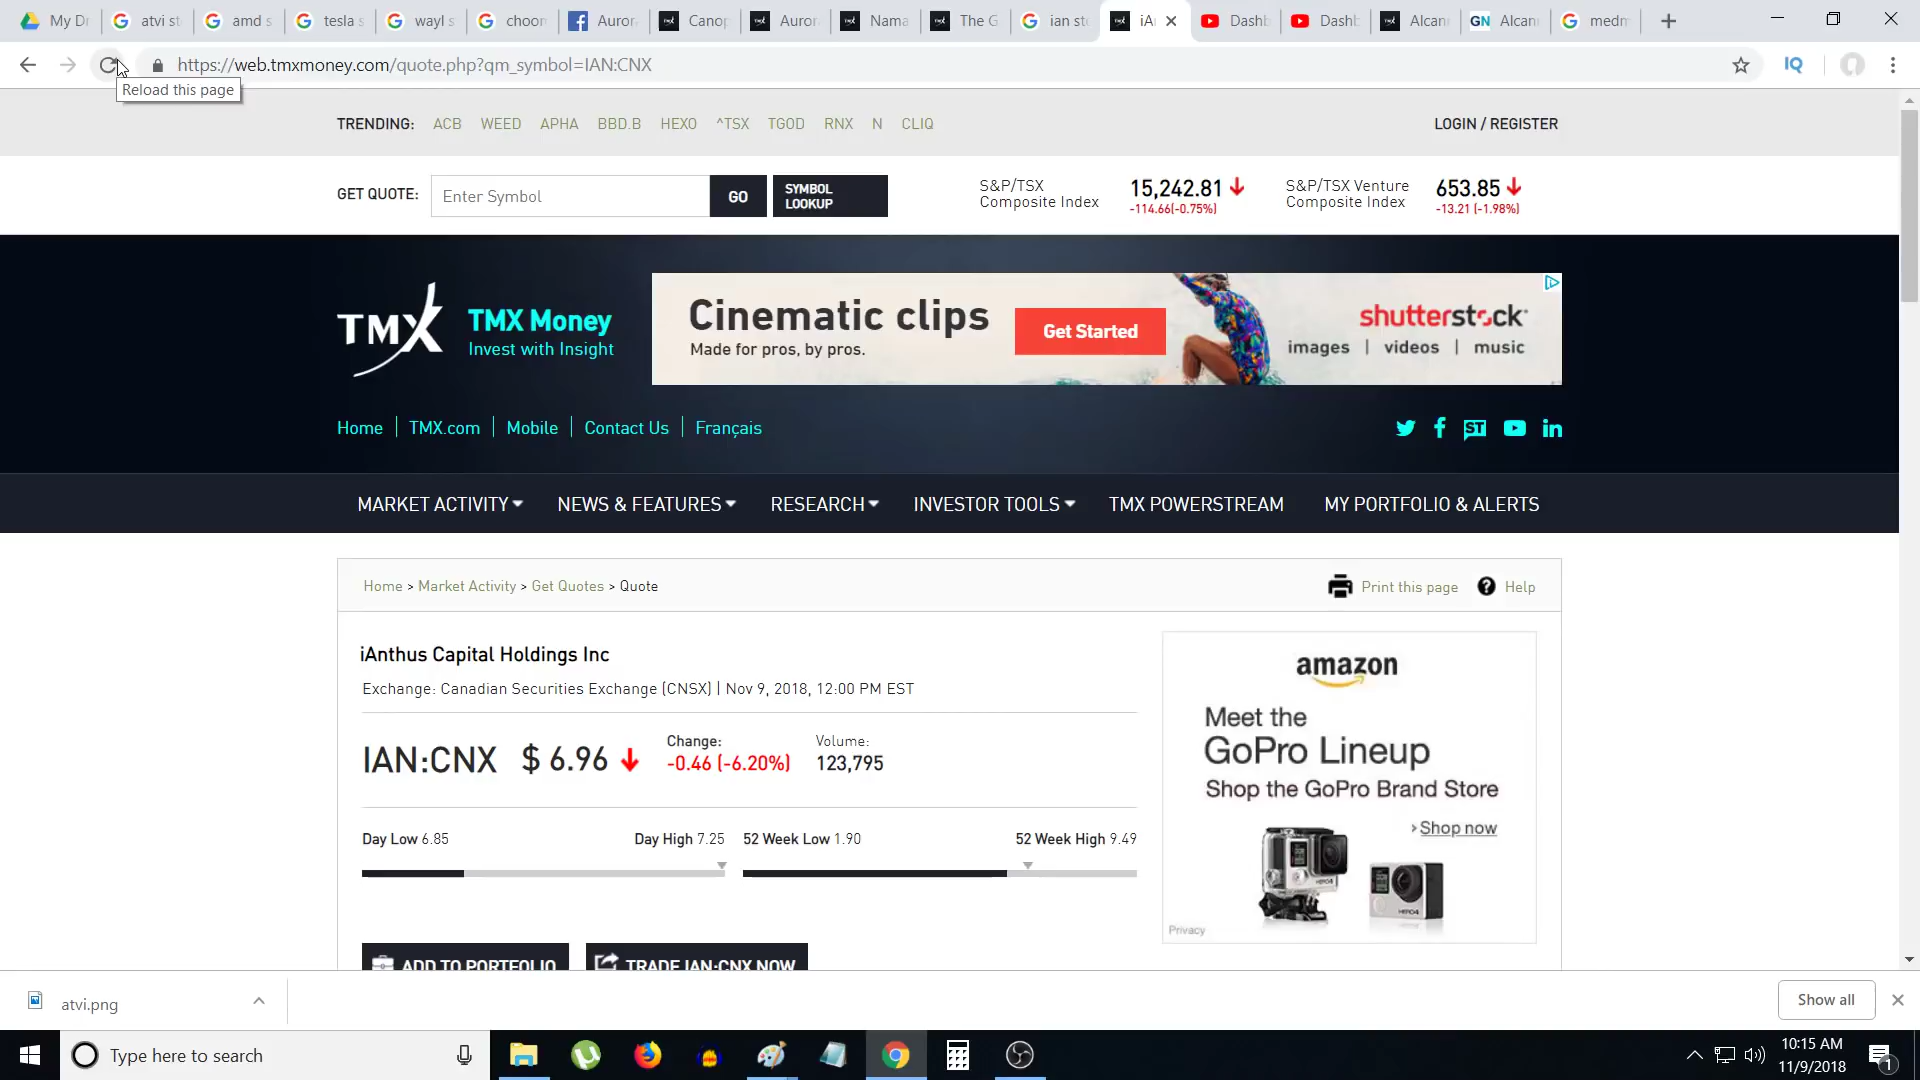 My Dr
atvi st
amd s
tesla s
wayl s
choom
Auror
Canop
Auror
Nama
The G
ian sto
iAn
Dashb
Dashb
Alcan
GN
Alcan
medm
https://web.tmxmoney.com/quote.php?qm_symbol=IAN:CNX
IQ
Reload this page
TRENDING: ACB WEED APHA BBD.B HEXO ^TSX TGOD RNX N CLIQ
LOGIN / REGISTER
GET QUOTE:
Enter Symbol
GO
SYMBOL
LOOKUP
S&P/TSX
Composite Index
15,242.81
-114.66(-0.75%)
S&P/TSX Venture
Composite Index
653.85
-13.21 (-1.98%)
TMX
TMX Money
Invest with Insight
Cinematic clips
Made for pros, by pros.
Get Started
shutterstock
images | videos | music
Home | TMX.com | Mobile | Contact Us | Français
ST
MARKET ACTIVITY
NEWS & FEATURES
RESEARCH
INVESTOR TOOLS
TMX POWERSTREAM
MY PORTFOLIO & ALERTS
Home > Market Activity > Get Quotes > Quote
Print this page
Help
iAnthus Capital Holdings Inc
Exchange: Canadian Securities Exchange (CNSX) | Nov 9, 2018, 12:00 PM EST
IAN:CNX $ 6.96
Change:
-0.46 (-6.20%)
Volume:
123,795
Day Low 6.85
Day High 7.25
52 Week Low 1.90
52 Week High 9.49
ADD TO PORTFOLIO
TRADE IAN:CNX NOW
amazon
Meet the
GoPro Lineup
Shop the GoPro Brand Store
› Shop now
Privacy
atvi.png
Show all
Type here to search
10:15 AM
11/9/2018
1